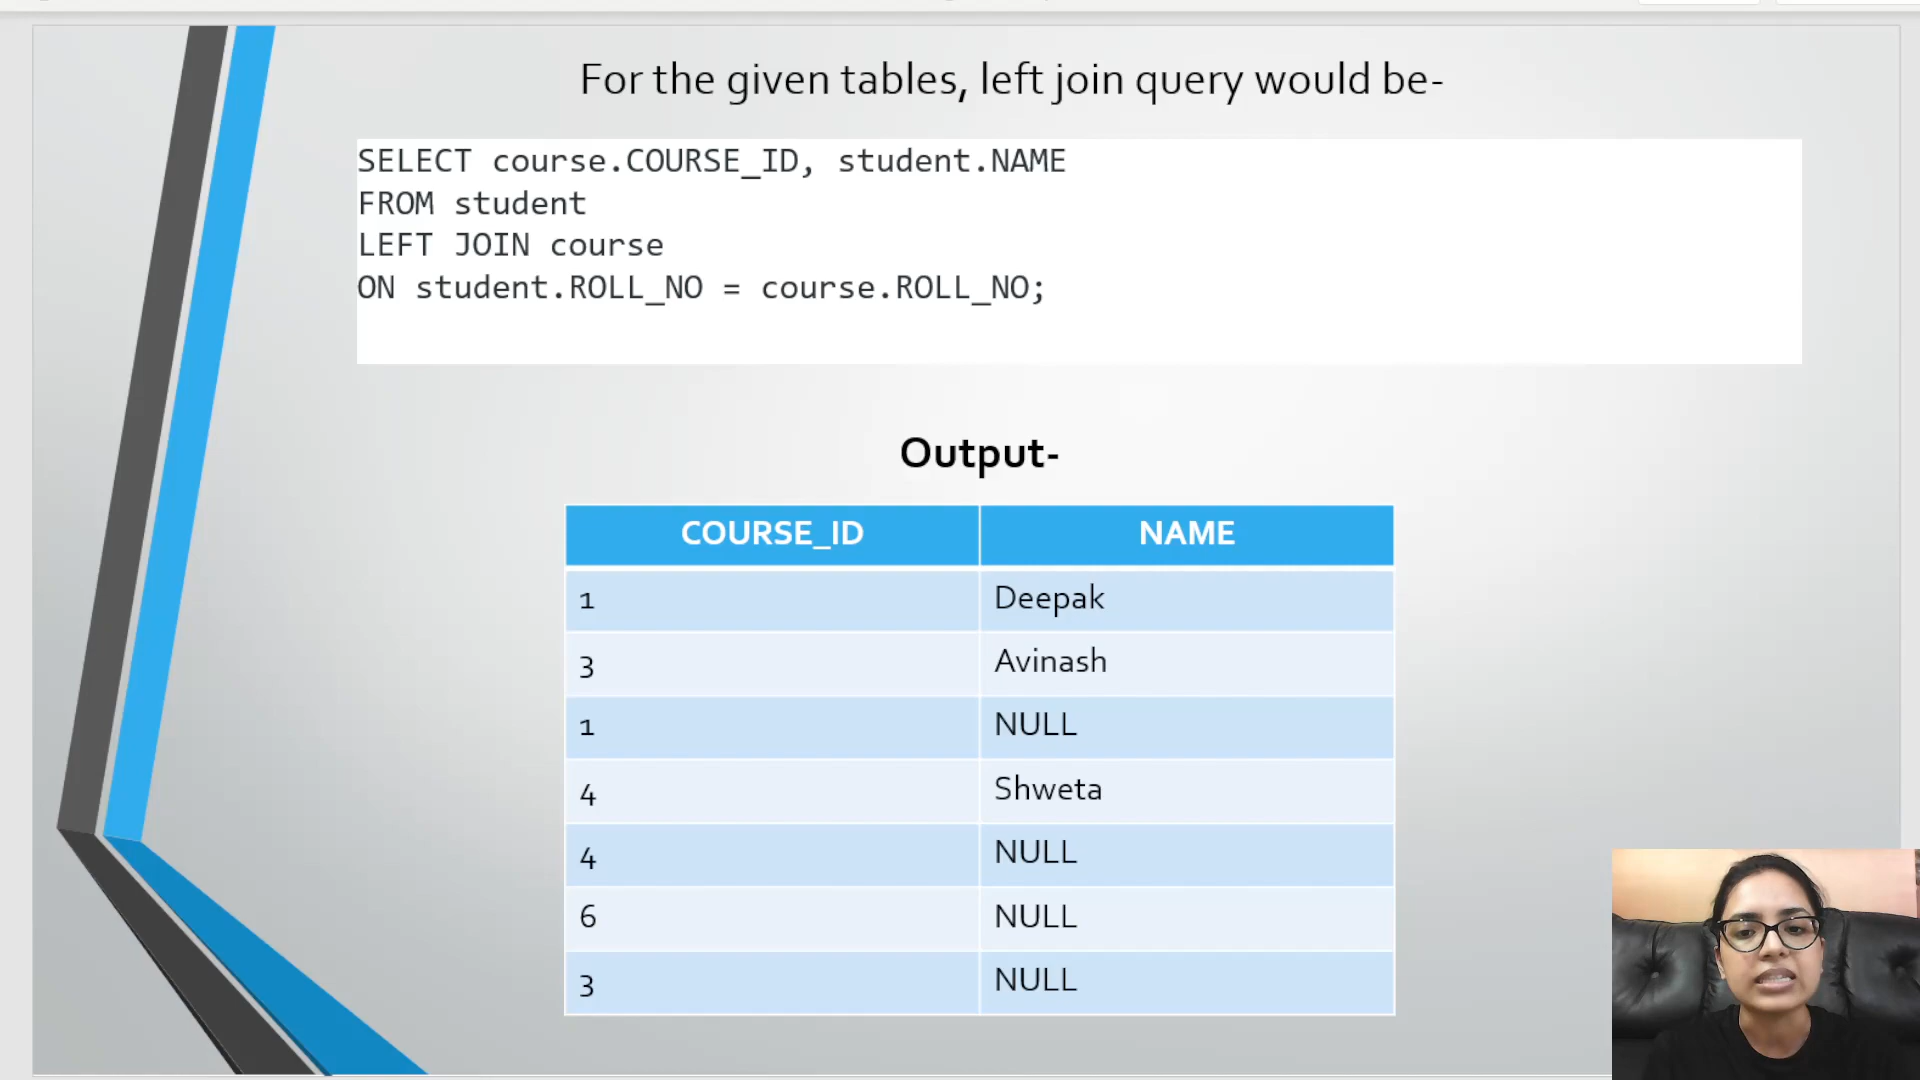 For the given tables, left join query would be-
SELECT course.COURSE_ID, student.NAME
FROM student
LEFT JOIN course
ON student.ROLL_NO = course.ROLL_NO;
Output-
COURSE_ID NAME
1 Deepak
3 Avinash
1 NULL
4 Shweta
4 NULL
6 NULL
3 NULL